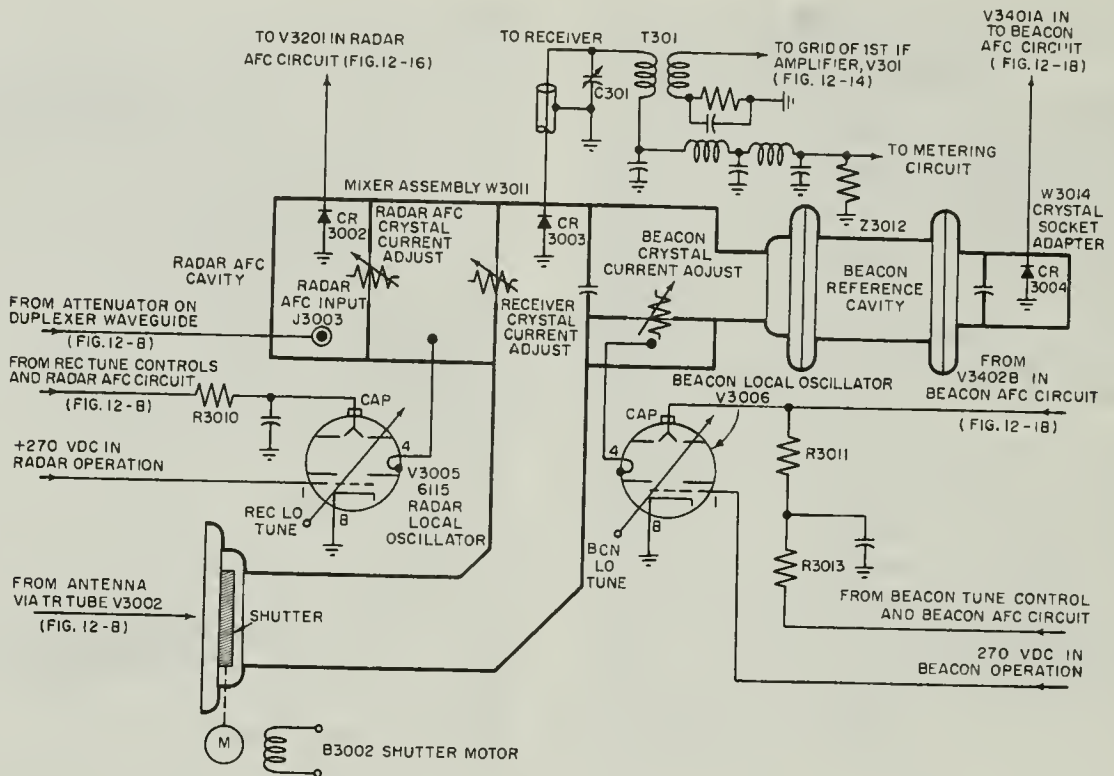 TO V3201 IN RADAR
AFC CIRCUIT (FIG. 12-16)
TO RECEIVER
T301
C301
TO GRID OF 1ST IF
AMPLIFIER, V301
(FIG. 12-14)
V3401A IN
TO BEACON
AFC CIRCUIT
(FIG. 12-18)
TO METERING
CIRCUIT
MIXER ASSEMBLY W3011
W3014
CRYSTAL
SOCKET
ADAPTER
CR
3002
RADAR AFC
CRYSTAL
CURRENT
ADJUST
CR
3003
BEACON
CRYSTAL
CURRENT ADJUST
Z3012
BEACON
REFERENCE
CAVITY
CR
3004
RADAR AFC
CAVITY
RADAR
AFC INPUT
J3003
RECEIVER
CRYSTAL
CURRENT
ADJUST
FROM ATTENUATOR ON
DUPLEXER WAVEGUIDE
(FIG. 12-8)
FROM REC TUNE CONTROLS
AND RADAR AFC CIRCUIT
(FIG. 12-8)
R3010
CAP
4
1
8
V3005
6115
RADAR
LOCAL
OSCILLATOR
REC LO
TUNE
+270 VDC IN
RADAR OPERATION
BEACON LOCAL OSCILLATOR
V3006
CAP
4
1
8
BCN
LO
TUNE
FROM
V3402B IN
BEACON AFC CIRCUIT
(FIG. 12-18)
R3011
R3013
FROM BEACON TUNE CONTROL
AND BEACON AFC CIRCUIT
270 VDC IN
BEACON OPERATION
FROM ANTENNA
VIA TR TUBE V3002
(FIG. 12-8)
SHUTTER
M
B3002 SHUTTER MOTOR